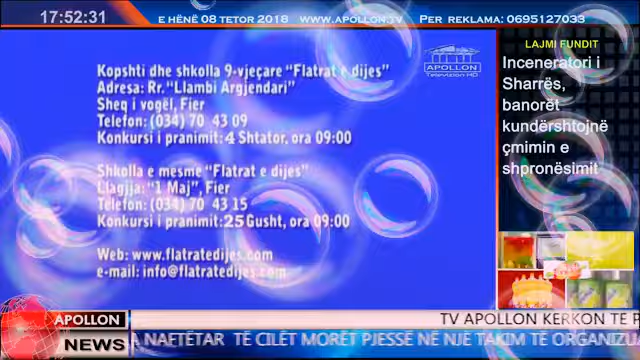 17:52:31
E HËNË 08 TETOR 2018
WWW.APOLLON.TV
PER REKLAMA: 0695127033
Kopshti dhe shkolla 9-vjeçare "Flatrat e dijes"
Adresa: Rr. "Llambi Argjendari"
Sheq i vogël, Fier
Telefon: (034) 70 43 09
Konkursi i pranimit: 4 Shtator, ora 09:00
Shkolla e mesme "Flatrat e dijes"
Llagjja: "1 Maj", Fier
Telefon: (034) 70 43 15
Konkursi i pranimit: 25 Gusht, ora 09:00
Web: www.flatratedijes.com
e-mail: info@flatratedijes.com
APOLLON
Television HD
LAJMI FUNDIT
Inceneratori i
Sharrës,
banorët
kundërshtojnë
çmimin e
shpronësimit
APOLLON
NEWS
TV APOLLON KERKON TE P
A NAFTËTAR TË CILËT MORËT PJESSË NË NJË TAKIM TË ORGANIZU